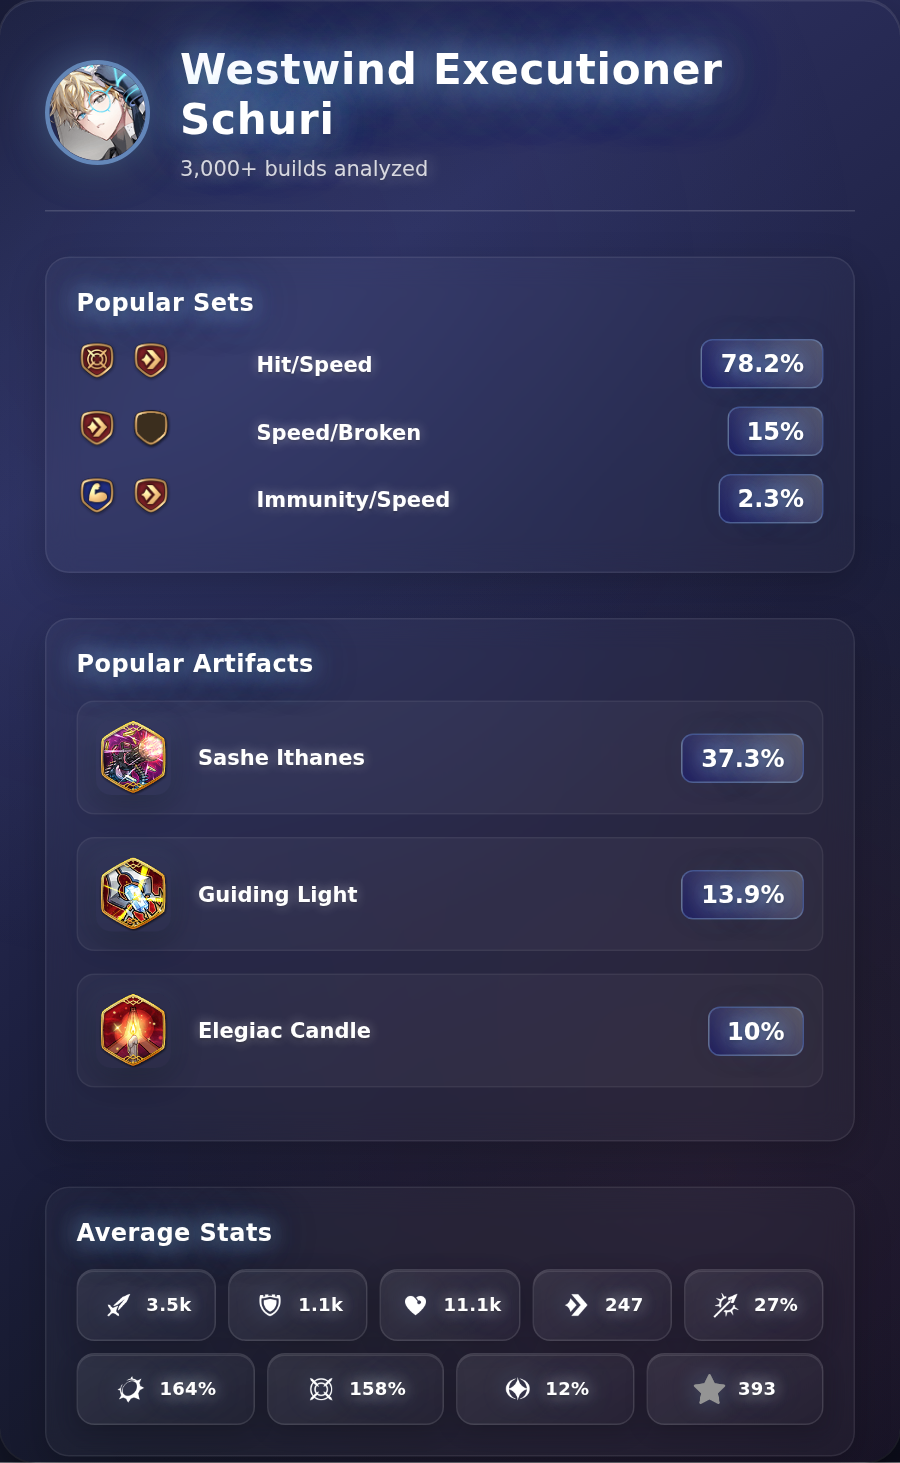 Westwind Executioner
Schuri
3,000+ builds analyzed
Popular Sets
Hit/Speed
78.2%
Speed/Broken
15%
Immunity/Speed
2.3%
Popular Artifacts
Sashe Ithanes
37.3%
Guiding Light
13.9%
Elegiac Candle
10%
Average Stats
3.5k 1.1k 11.1k 247 27%
164% 158% 12% 393